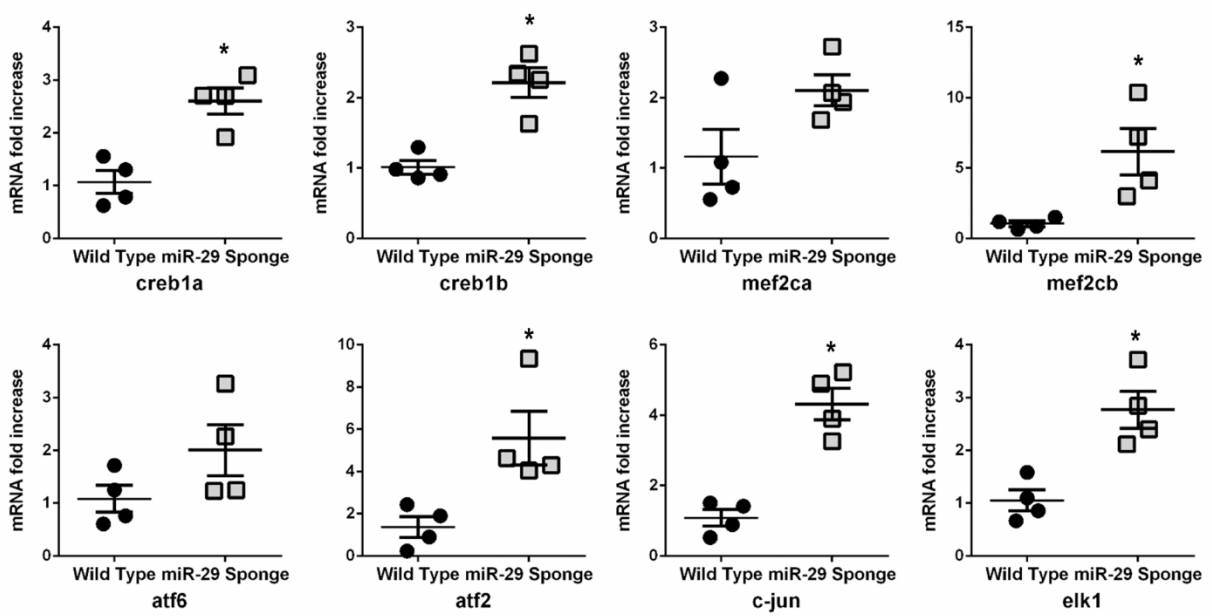 mRNA fold increase
4
3
2
1
0
*
Wild Type miR-29 Sponge
creb1a
mRNA fold increase
3
2
1
0
*
Wild Type miR-29 Sponge
creb1b
mRNA fold increase
3
2
1
0
Wild Type miR-29 Sponge
mef2ca
mRNA fold increase
15
10
5
0
*
Wild Type miR-29 Sponge
mef2cb
mRNA fold increase
4
3
2
1
0
Wild Type miR-29 Sponge
atf6
mRNA fold increase
10
8
6
4
2
0
*
Wild Type miR-29 Sponge
atf2
mRNA fold increase
6
4
2
0
*
Wild Type miR-29 Sponge
c-jun
mRNA fold increase
4
3
2
1
0
*
Wild Type miR-29 Sponge
elk1